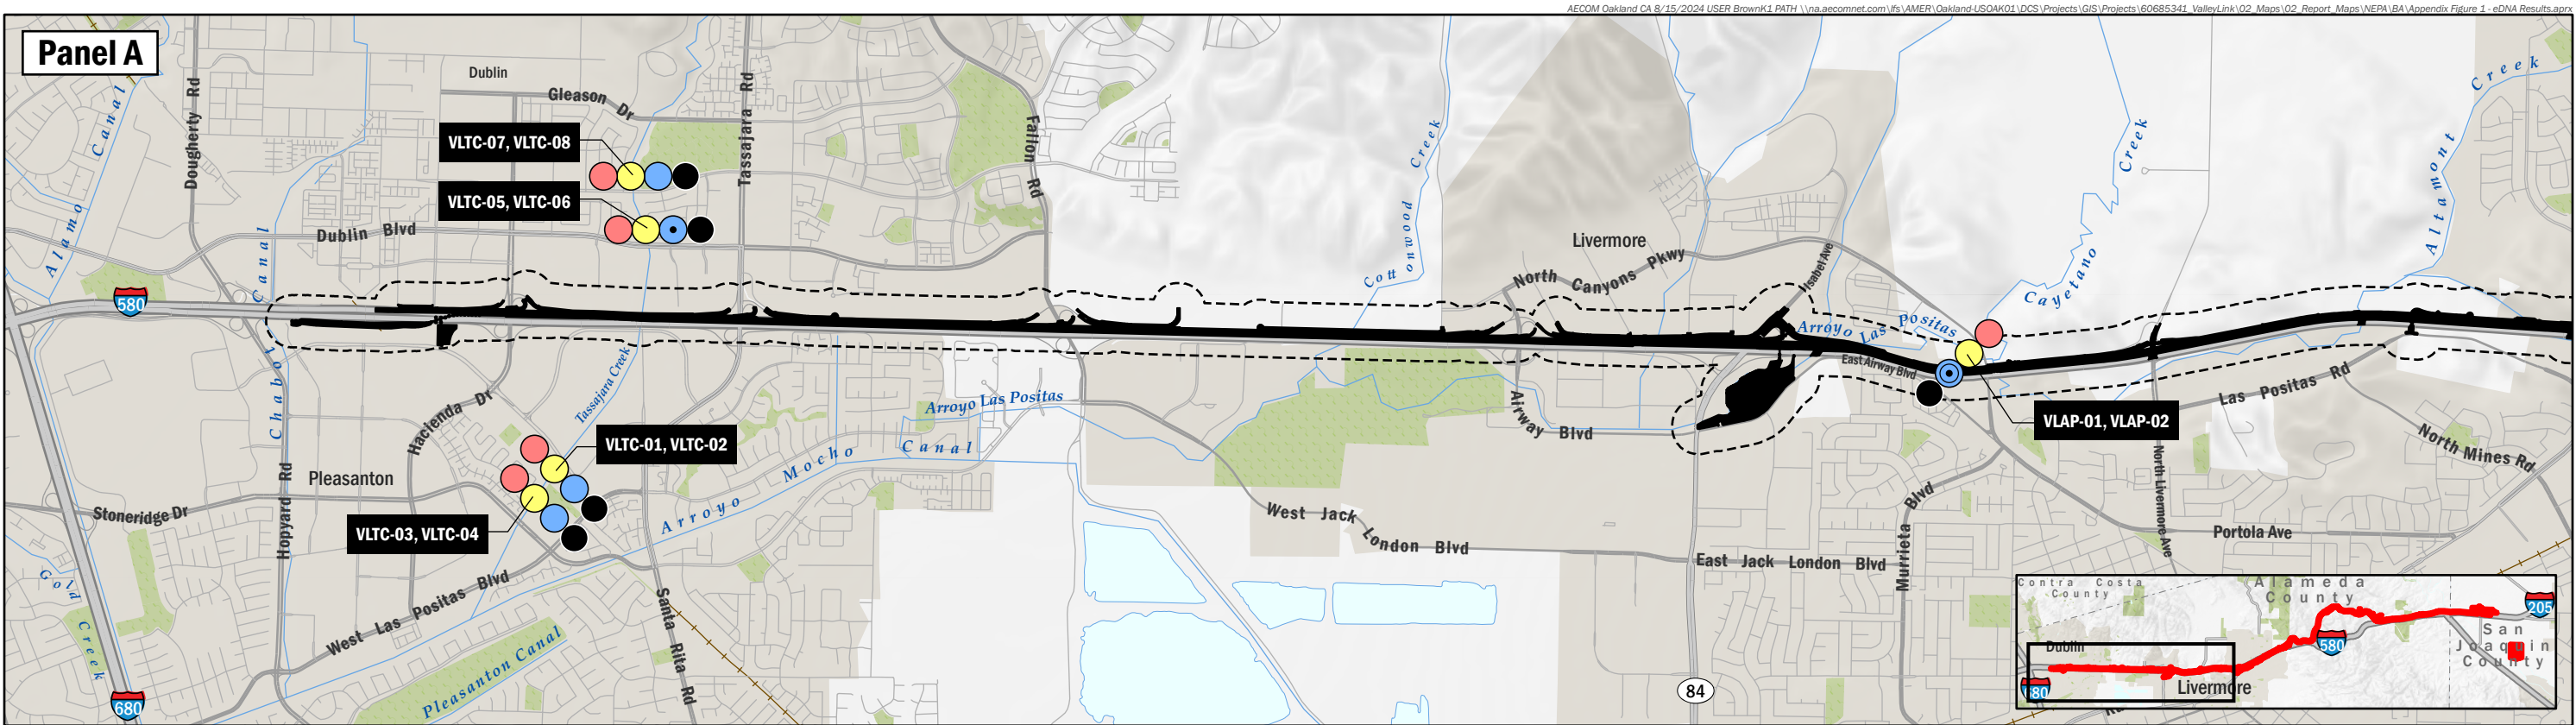 AECOM Oakland CA 8/15/2024 USER BrownK1 PATH \\na.aecomnet.com\lfs\AMER\Oakland-USOAK01\DCS\Projects\GIS\Projects\60685341_ValleyLink\02_Maps\02_Report_Maps\NEPA\BA\Appendix Figure 1 - eDNA Results.aprx
Panel A
Dublin
Gleason Dr
Dougherty Rd
Tassajara Rd
Fallon Rd
Alamo Canal
VLTC-07, VLTC-08
VLTC-05, VLTC-06
Dublin Blvd
Chabot Canal
580
Cottonwood Creek
Livermore
North Canyons Pkwy
Isabel Ave
Arroyo Las Positas
East Airway Blvd
Cayetano Creek
Altamont Creek
VLAP-01, VLAP-02
Las Positas Rd
North Mines Rd
North Livermore Ave
Portola Ave
Hacienda Dr
Tassajara Creek
Arroyo Las Positas
Airway Blvd
VLTC-01, VLTC-02
Pleasanton
Arroyo Mocho Canal
Hopyard Rd
Stoneridge Dr
VLTC-03, VLTC-04
West Jack London Blvd
East Jack London Blvd
Murrieta Blvd
Gold Creek
West Las Positas Blvd
Santa Rita Rd
Pleasanton Canal
680
84
Contra Costa County
Alameda County
205
580
San Joaquin County
Dublin
Livermore